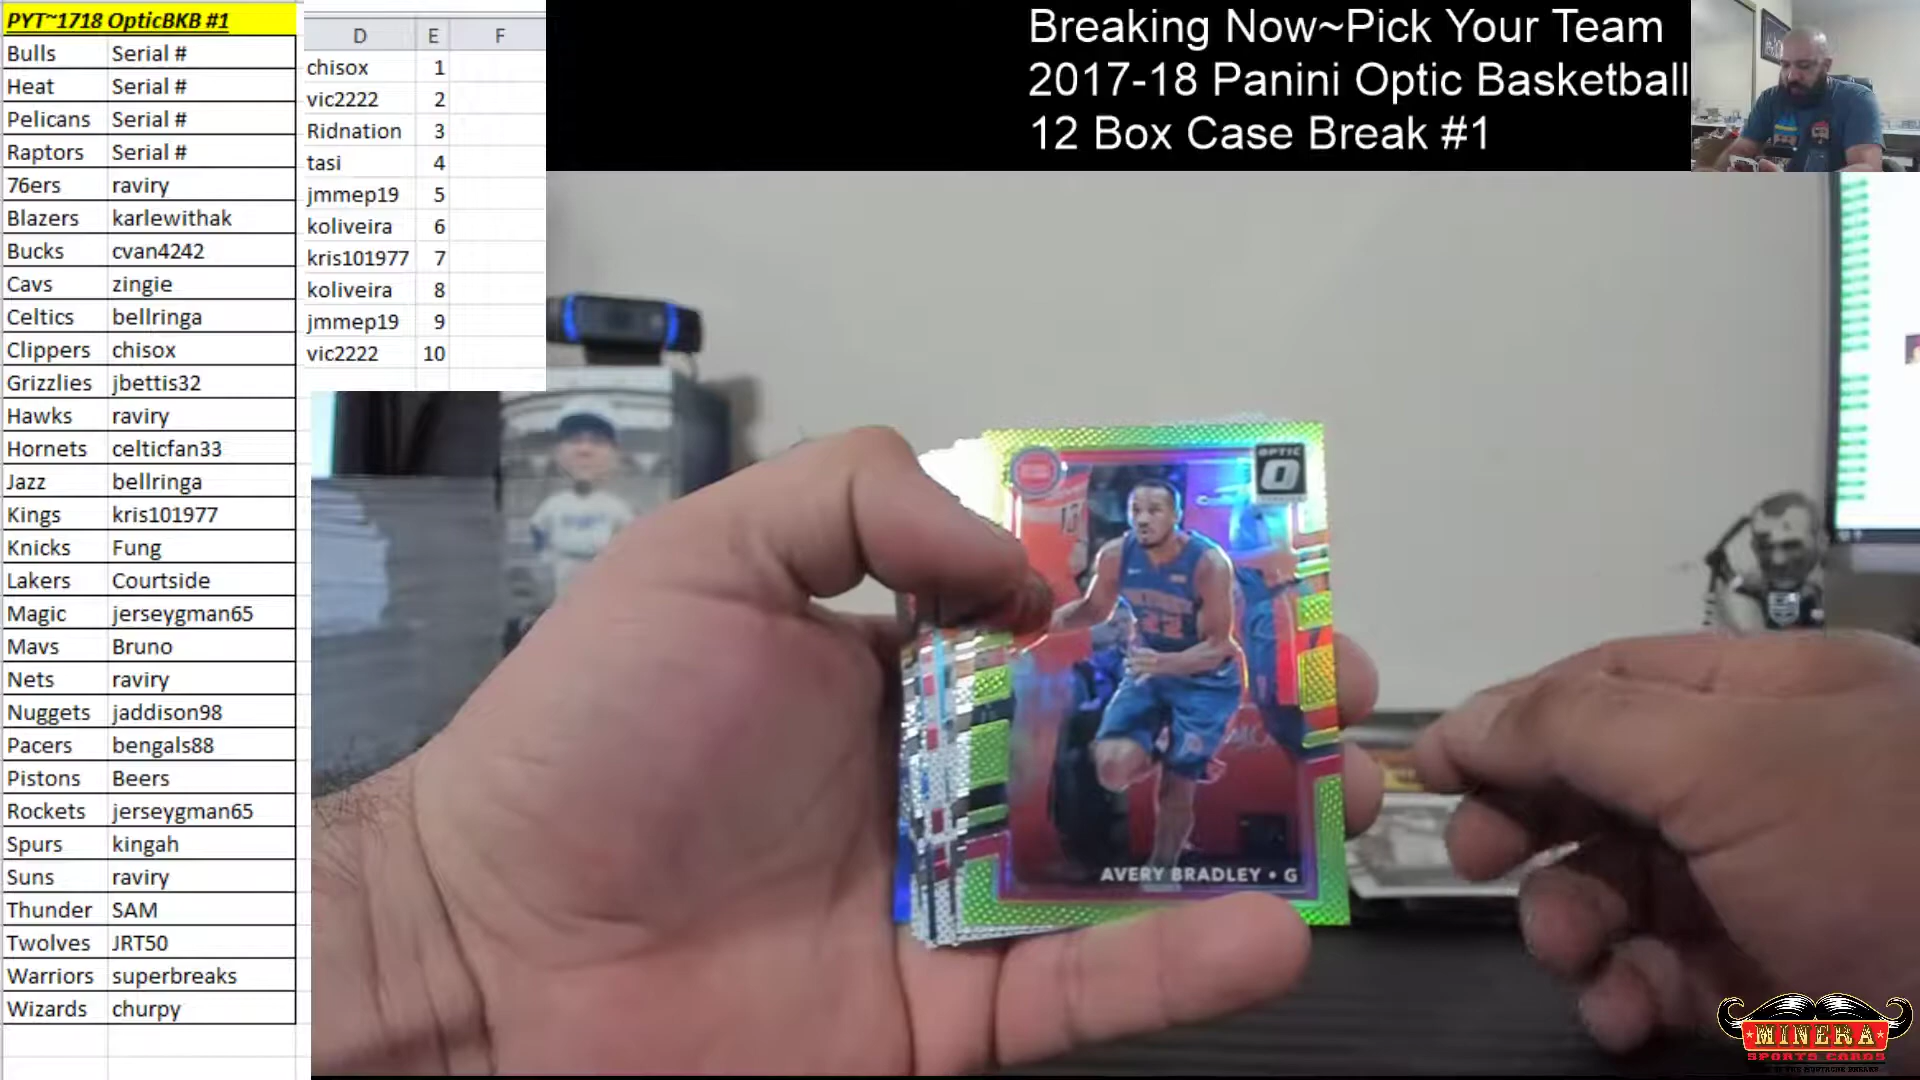 PYT~1718 OpticBKB #1
Bulls Serial #
Heat Serial #
Pelicans Serial #
Raptors Serial #
76ers raviry
Blazers karlewithak
Bucks cvan4242
Cavs zingie
Celtics bellringa
Clippers chisox
Grizzlies jbettis32
Hawks raviry
Hornets celticfan33
Jazz bellringa
Kings kris101977
Knicks Fung
Lakers Courtside
Magic jerseygman65
Mavs Bruno
Nets raviry
Nuggets jaddison98
Pacers bengals88
Pistons Beers
Rockets jerseygman65
Spurs kingah
Suns raviry
Thunder SAM
Twolves JRT50
Warriors superbreaks
Wizards churpy
D E F
chisox 1
vic2222 2
Ridnation 3
tasi 4
jmmep19 5
koliveira 6
kris101977 7
koliveira 8
jmmep19 9
vic2222 10
Breaking Now~Pick Your Team
2017-18 Panini Optic Basketball
12 Box Case Break #1
OPTIC
AVERY BRADLEY • G
MINERA
SPORTS CARDS